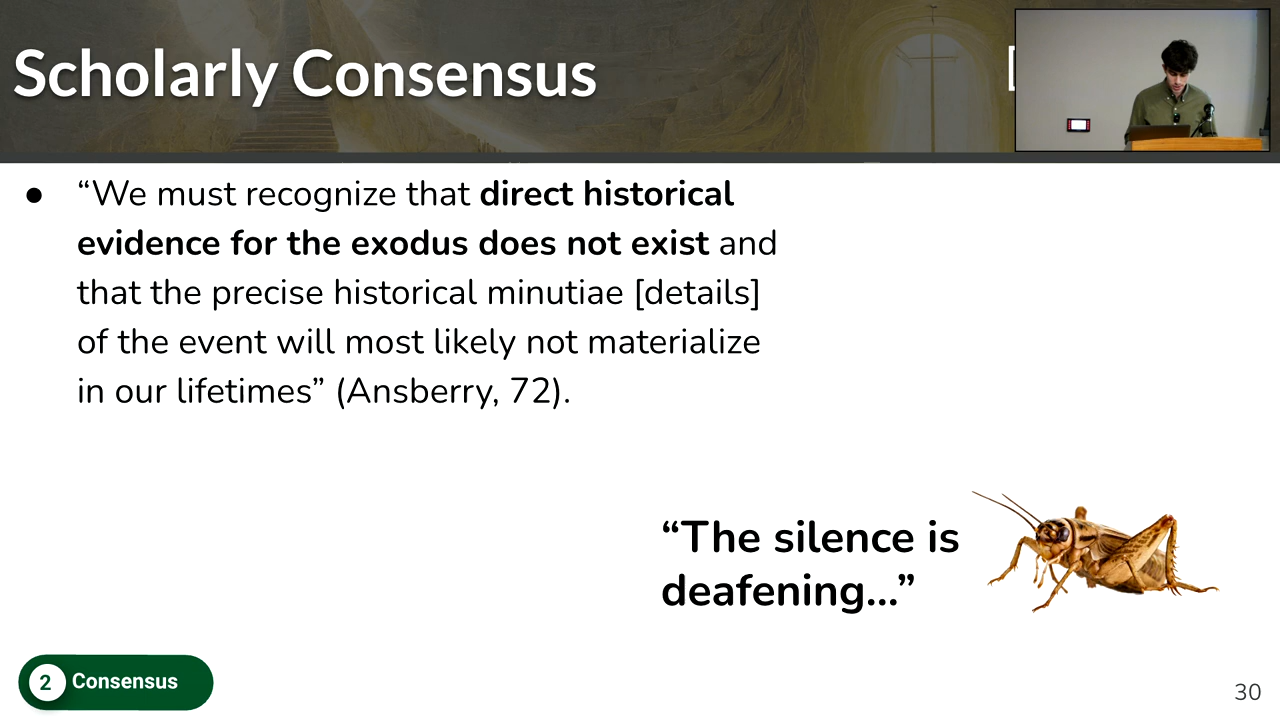 Scholarly Consensus
[
● “We must recognize that direct historical
evidence for the exodus does not exist and
that the precise historical minutiae [details]
of the event will most likely not materialize
in our lifetimes” (Ansberry, 72).
“The silence is
deafening...”
2 Consensus
30